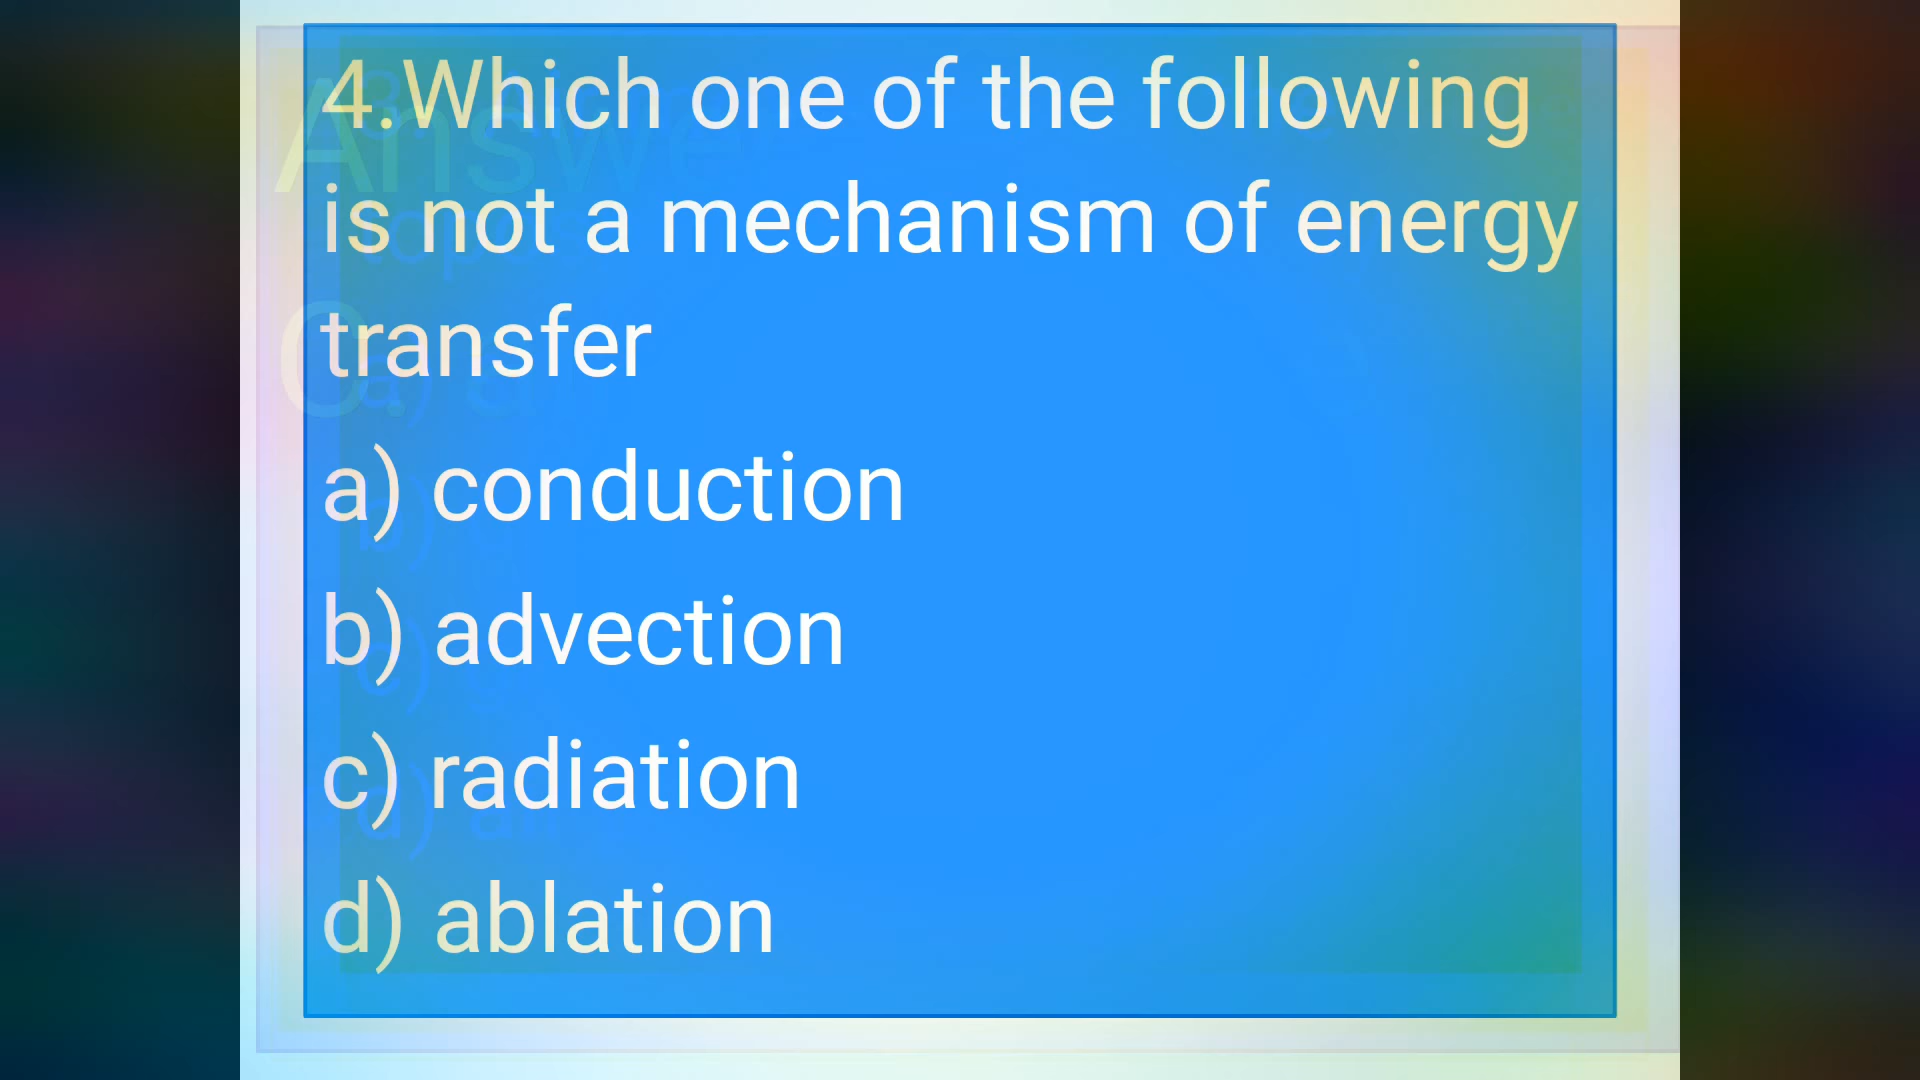 4.Which one of the following
is not a mechanism of energy
transfer
a) conduction
b) advection
c) radiation
d) ablation